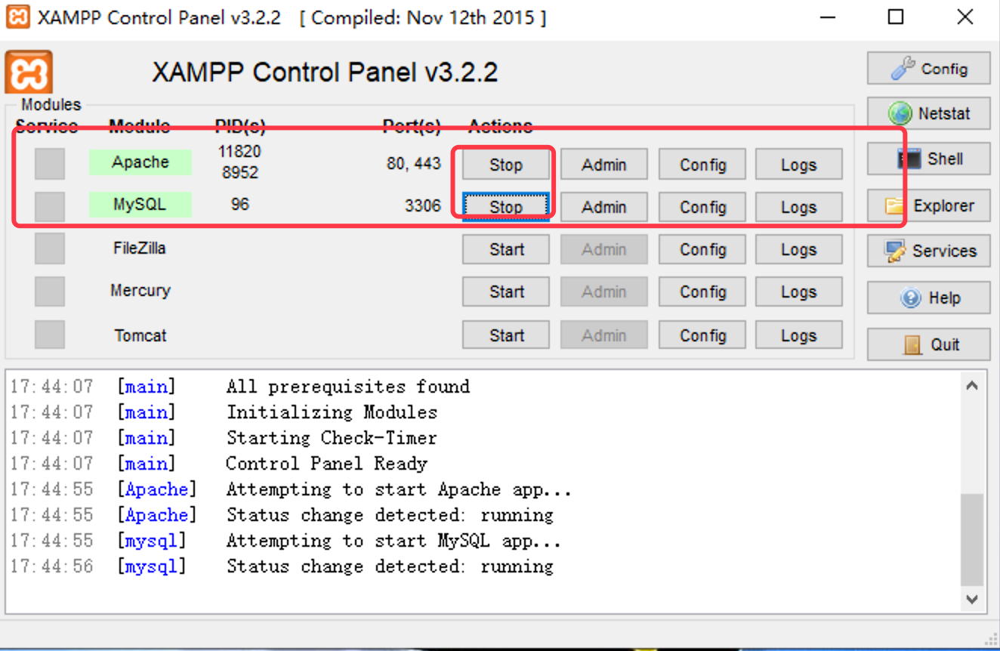 XAMPP Control Panel v3.2.2 [ Compiled: Nov 12th 2015 ]
XAMPP Control Panel v3.2.2
Config
Modules
Service Module PID(s) Port(s) Actions
Netstat
Apache 11820 8952 80, 443 Stop Admin Config Logs
Shell
MySQL 96 3306 Stop Admin Config Logs
Explorer
FileZilla Start Admin Config Logs
Services
Mercury Start Admin Config Logs
Help
Tomcat Start Admin Config Logs
Quit
17:44:07 [main] All prerequisites found
17:44:07 [main] Initializing Modules
17:44:07 [main] Starting Check-Timer
17:44:07 [main] Control Panel Ready
17:44:55 [Apache] Attempting to start Apache app...
17:44:55 [Apache] Status change detected: running
17:44:55 [mysql] Attempting to start MySQL app...
17:44:56 [mysql] Status change detected: running